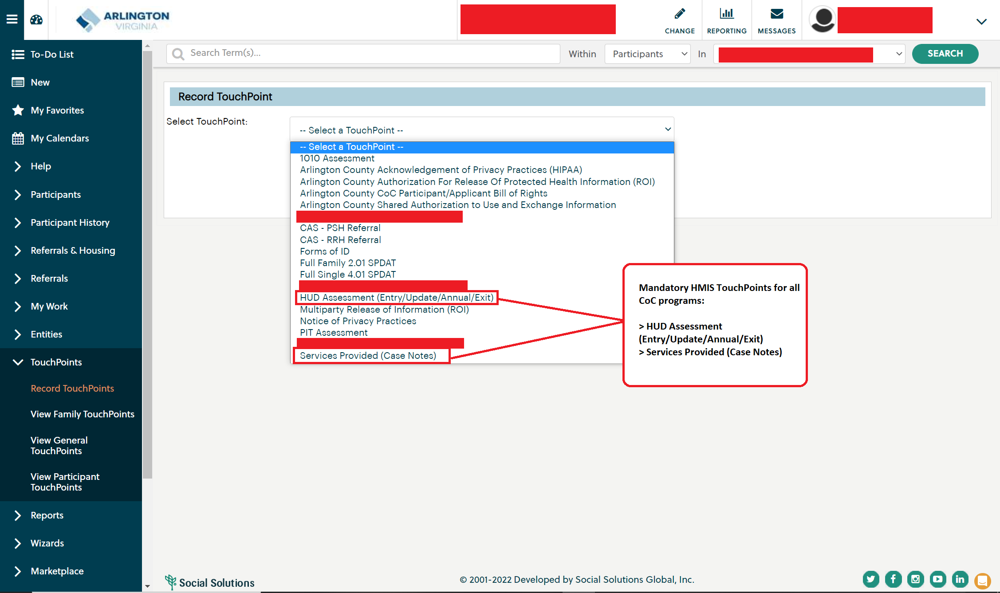 ARLINGTON
VIRGINIA
CHANGE
REPORTING
MESSAGES
Search Term(s)...
Within
Participants
In
SEARCH
To-Do List
New
My Favorites
My Calendars
Help
Participants
Participant History
Referrals & Housing
Referrals
My Work
Entities
TouchPoints
Record TouchPoints
View Family TouchPoints
View General
TouchPoints
View Participant
TouchPoints
Reports
Wizards
Marketplace
Record TouchPoint
Select TouchPoint:
-- Select a TouchPoint --
-- Select a TouchPoint --
1010 Assessment
Arlington County Acknowledgement of Privacy Practices (HIPAA)
Arlington County Authorization For Release Of Protected Health Information (ROI)
Arlington County CoC Participant/Applicant Bill of Rights
Arlington County Shared Authorization to Use and Exchange Information
CAS - PSH Referral
CAS - RRH Referral
Forms of ID
Full Family 2.01 SPDAT
Full Single 4.01 SPDAT
HUD Assessment (Entry/Update/Annual/Exit)
Multiparty Release of Information (ROI)
Notice of Privacy Practices
PIT Assessment
Services Provided (Case Notes)
Mandatory HMIS TouchPoints for all
CoC programs:
> HUD Assessment
(Entry/Update/Annual/Exit)
> Services Provided (Case Notes)
Social Solutions
© 2001-2022 Developed by Social Solutions Global, Inc.